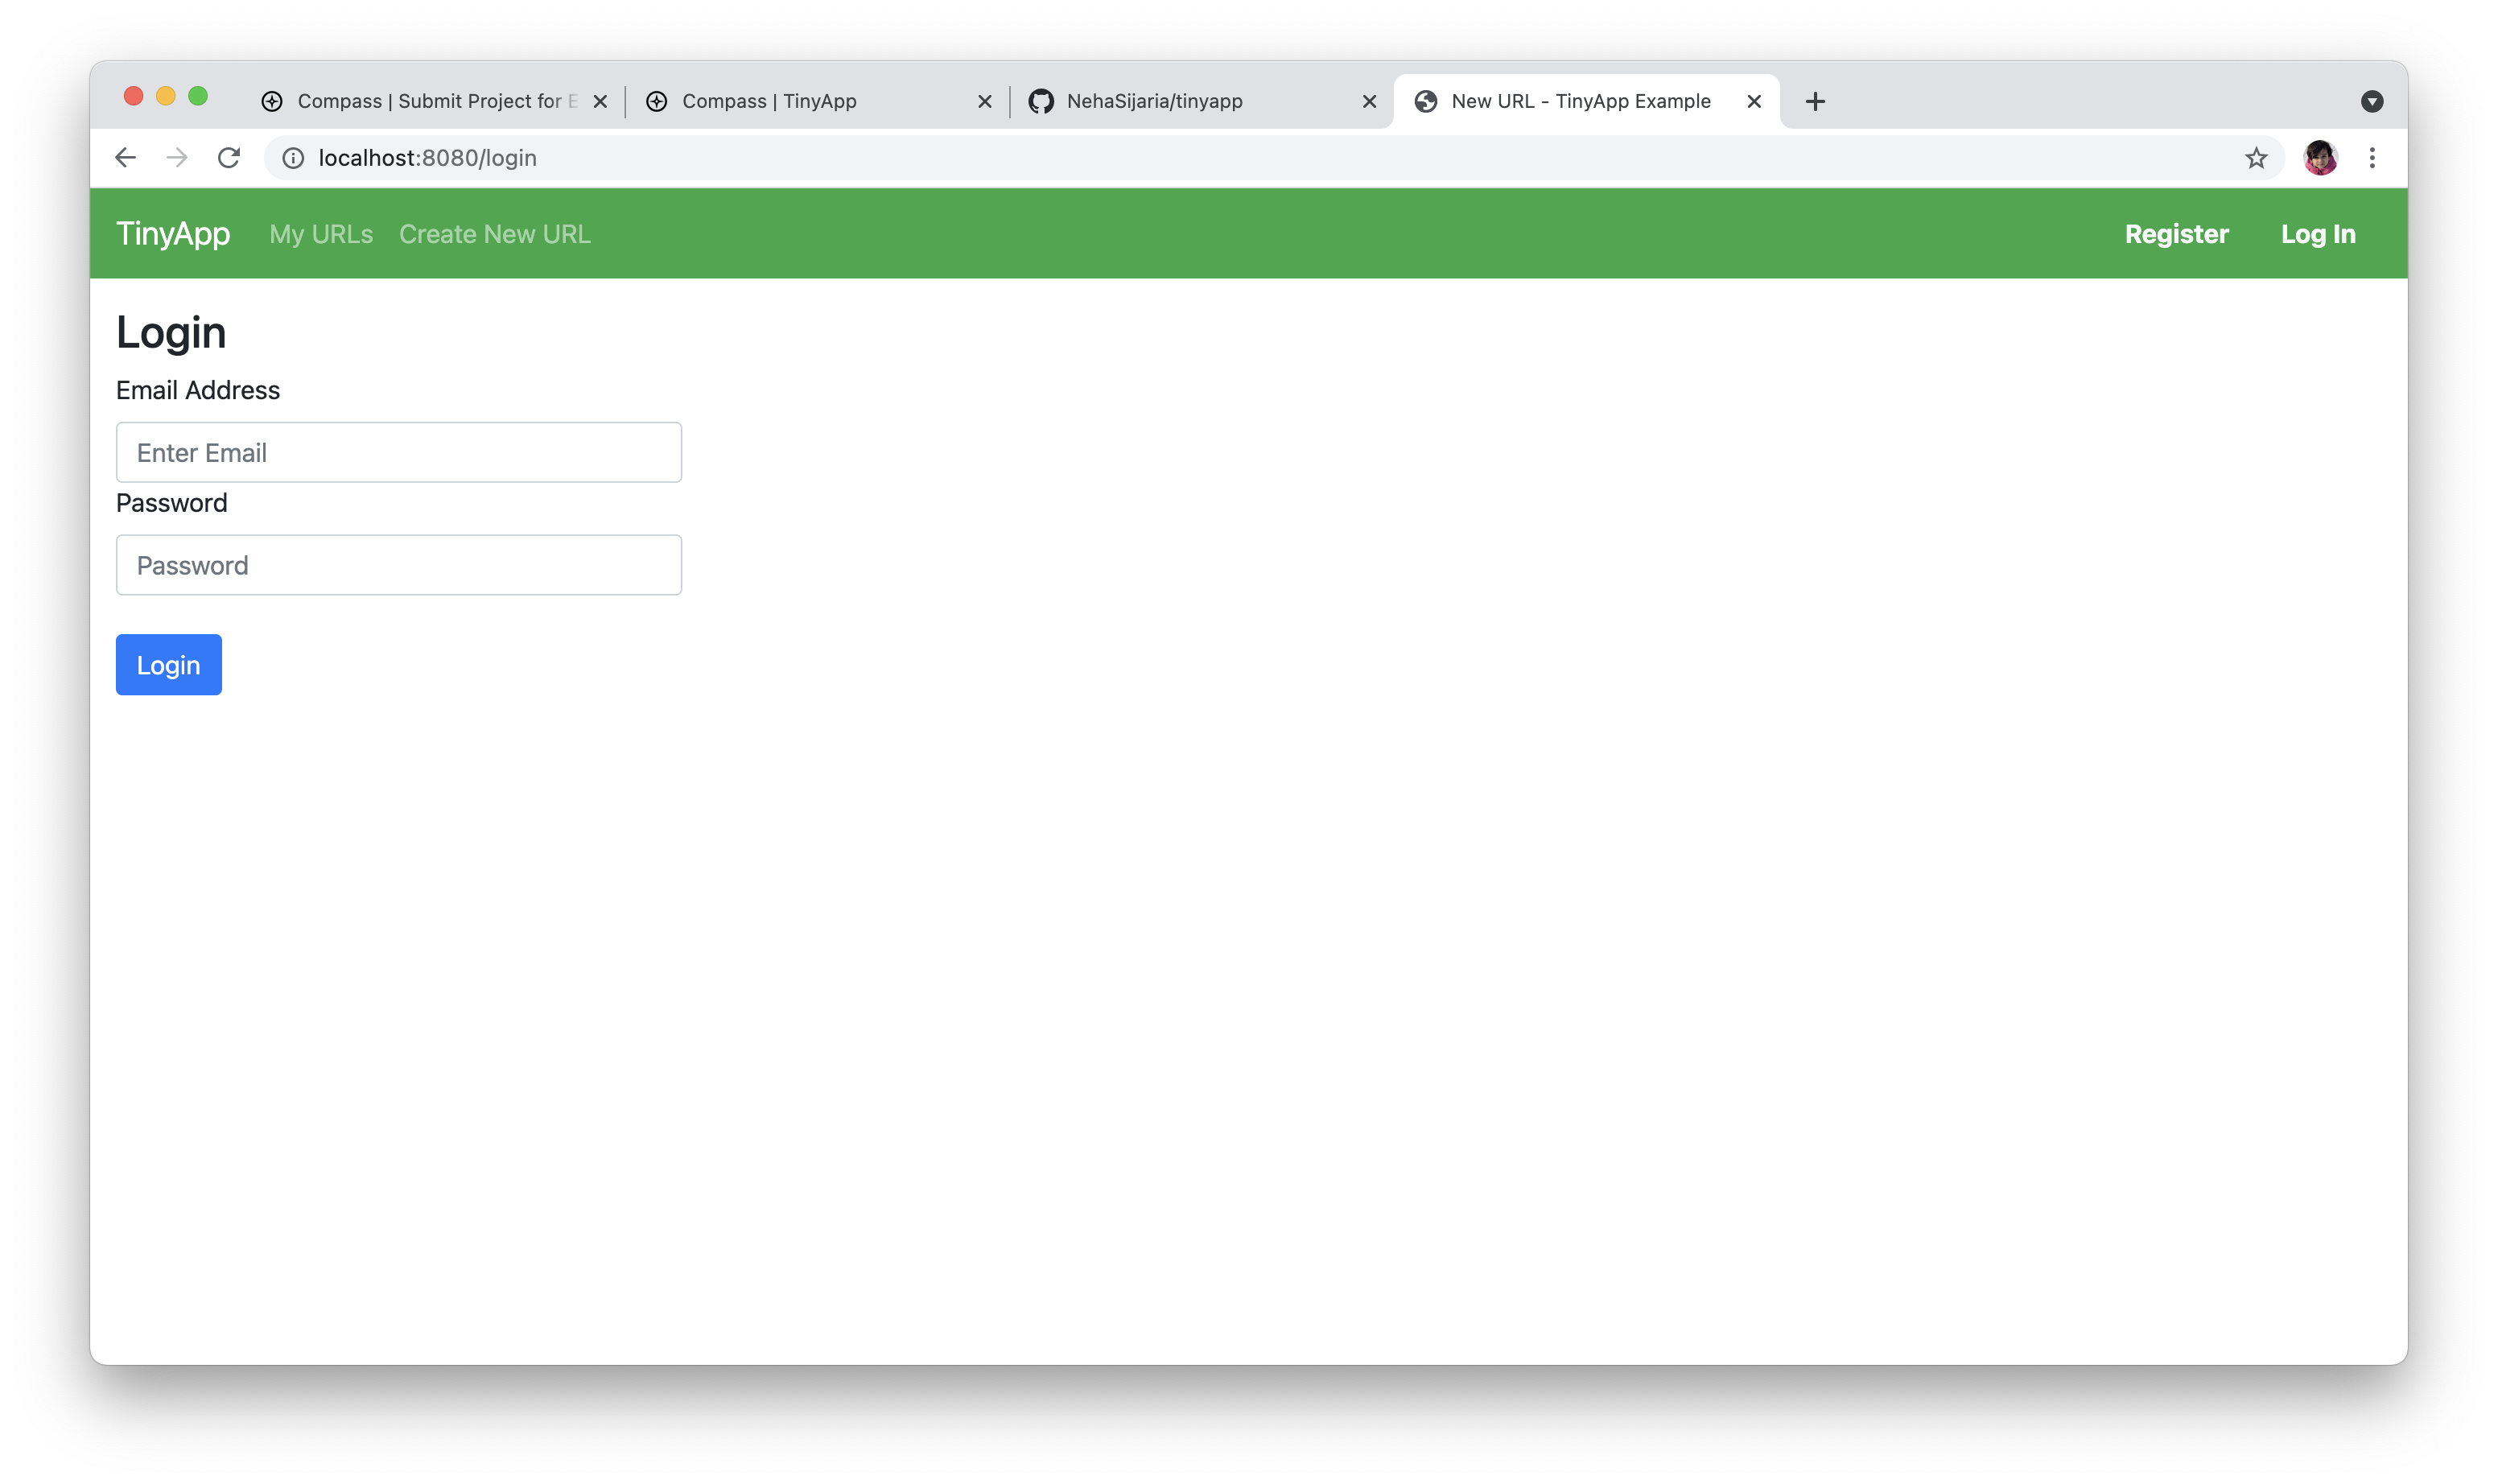 Compass | Submit Project for E
Compass | TinyApp
NehaSijaria/tinyapp
New URL - TinyApp Example
localhost:8080/login
TinyApp My URLs Create New URL Register Log In
Login
Email Address
Enter Email
Password
Password
Login